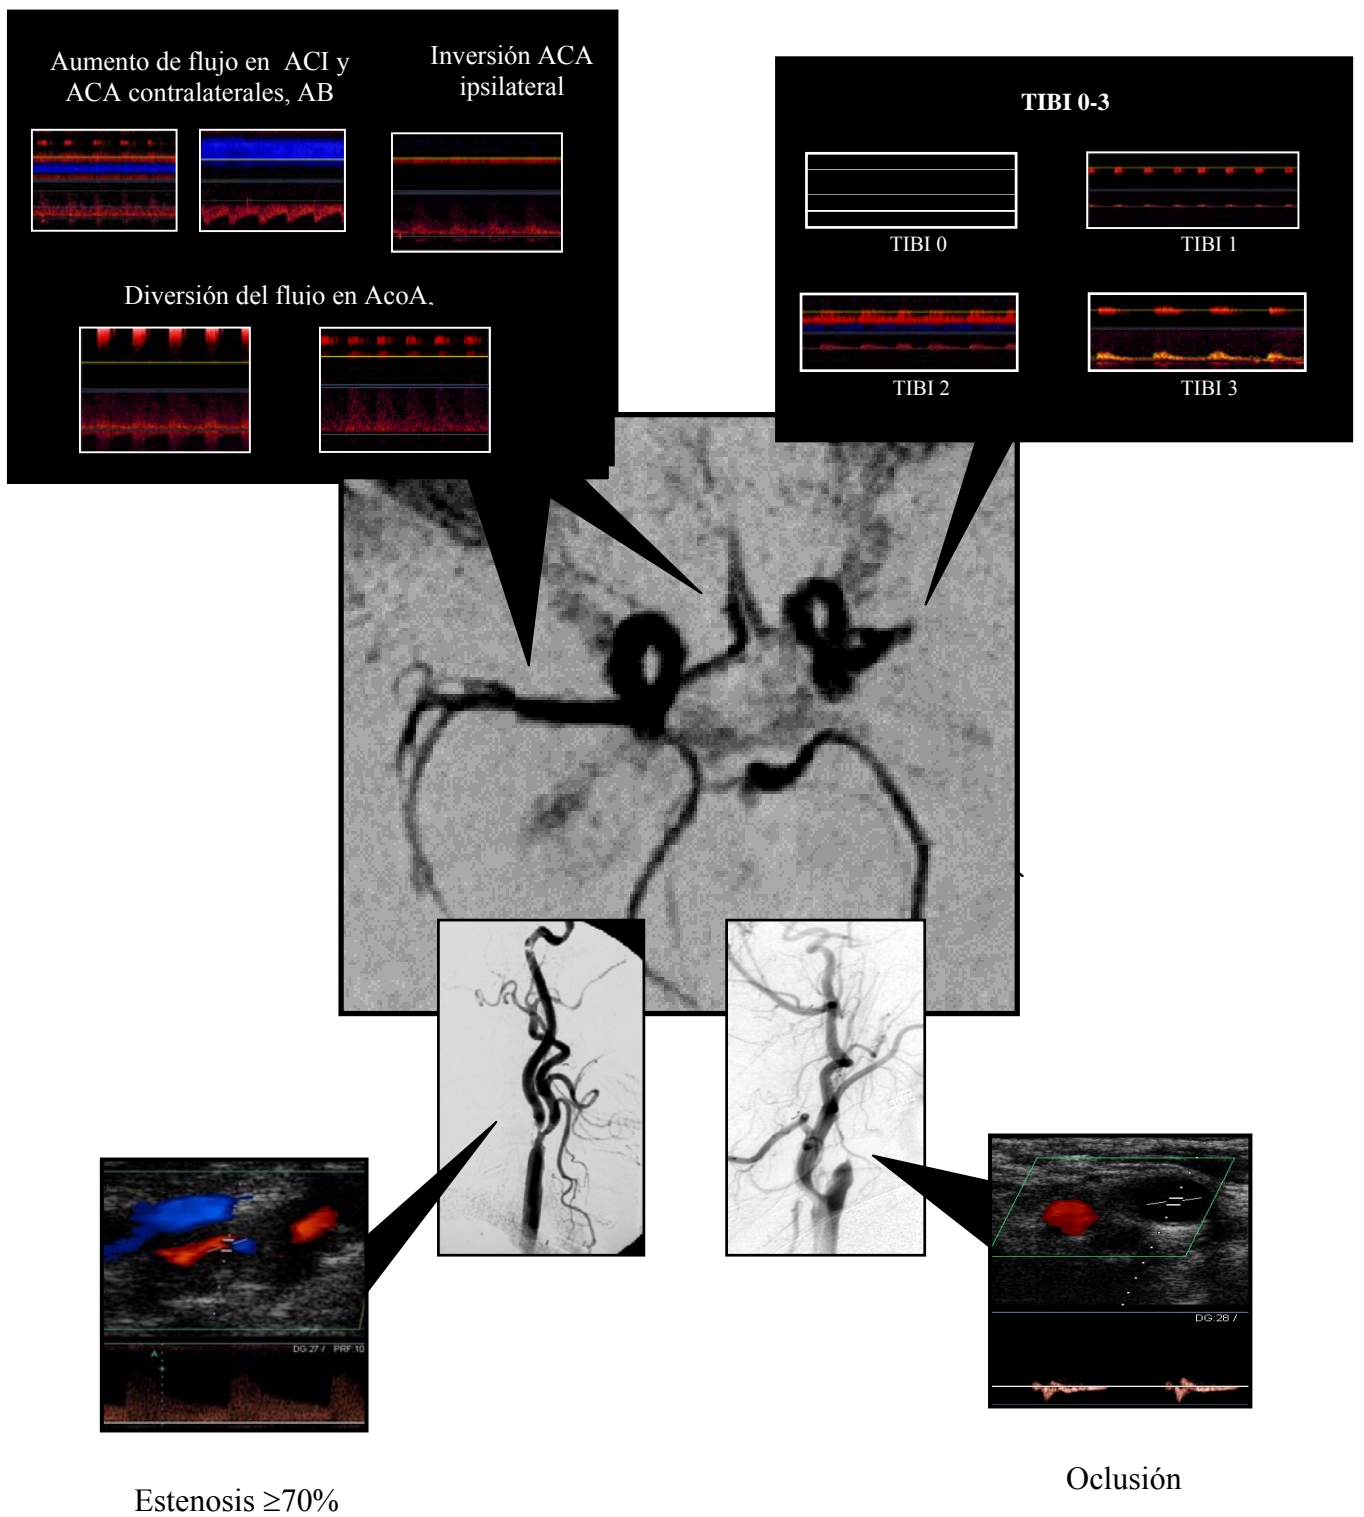 Aumento de flujo en ACI y
ACA contralaterales, AB
Inversión ACA
ipsilateral
Diversión del flujo en AcoA.
TIBI 0-3
TIBI 0
TIBI 1
TIBI 2
TIBI 3
A
DG:27 / PRF:10
DG:28 /
Estenosis ≥70%
Oclusión